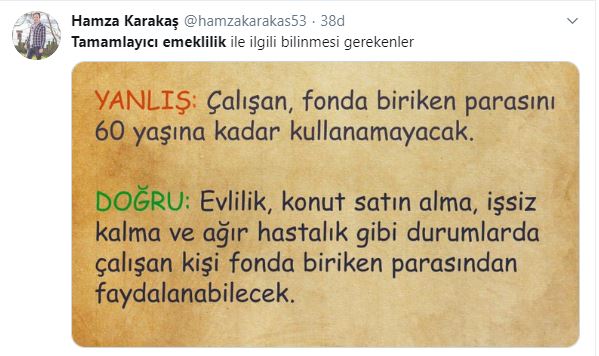 Hamza Karakaş @hamzakarakas53 · 38d
Tamamlayıcı emeklilik ile ilgili bilinmesi gerekenler
YANLIŞ: Çalışan, fonda biriken parasını
60 yaşına kadar kullanamayacak.
DOĞRU: Evlilik, konut satın alma, işsiz
kalma ve ağır hastalık gibi durumlarda
çalışan kişi fonda biriken parasından
faydalanabilecek.